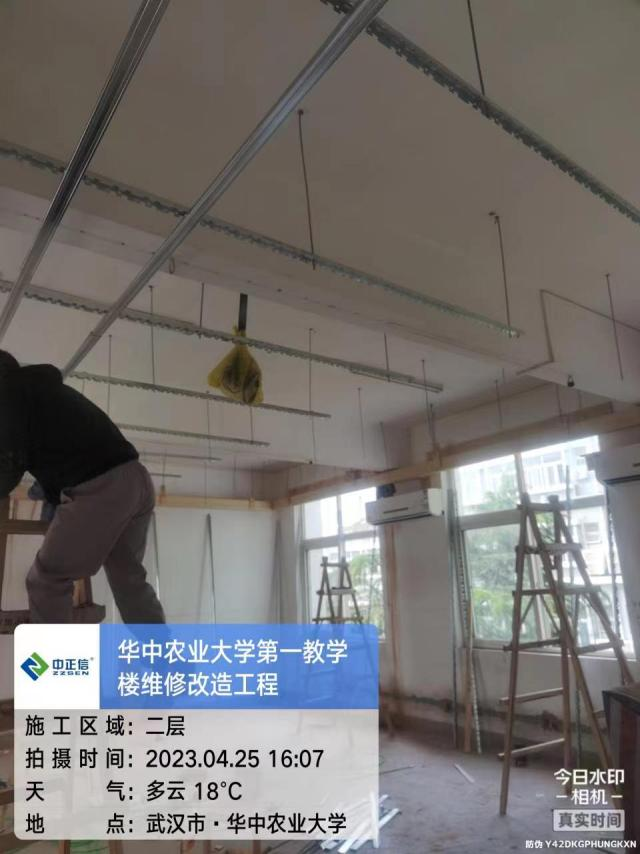 中正信
ZZSEN
华中农业大学第一教学
楼维修改造工程
施工区域：二层
拍摄时间：2023.04.25 16:07
天气：多云 18℃
地点：武汉市·华中农业大学
今日水印
相机
真实时间
防伪 Y42DKGPHUNGKXN